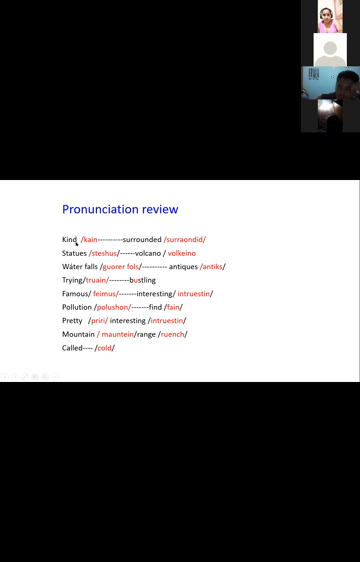 Pronunciation review
Kind /kain----------surrounded /surraondid/
Statues /steshus/------volcano / volkeino
Wáter falls /guorer fols/---------- antiques /antiks/
Trying/truain/--------bustling
Famous/ feimus/-------interesting/ intruestin/
Pollution /polushon/-------find /fain/
Pretty /priri/ interesting /intruestin/
Mountain / mauntein/range /ruench/
Called---- /cold/